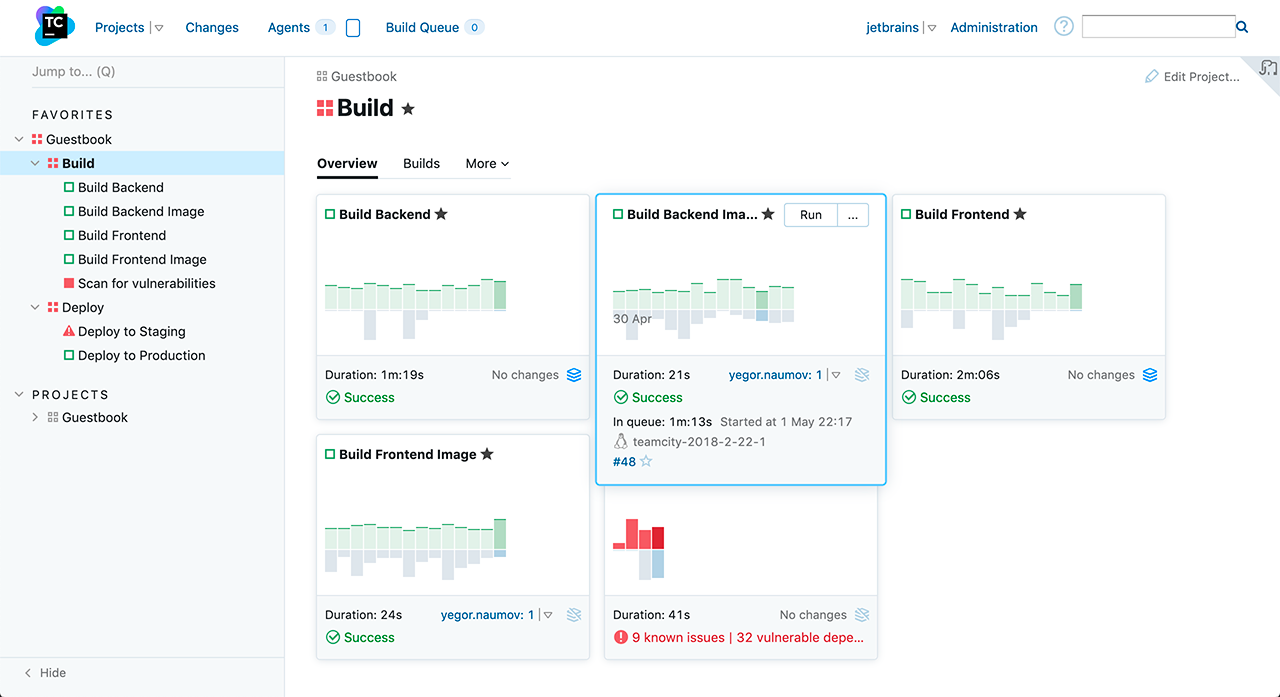 TC
Projects
Changes
Agents 1
Build Queue 0
jetbrains
Administration
?
Jump to... (Q)
FAVORITES
Guestbook
Build
Build Backend
Build Backend Image
Build Frontend
Build Frontend Image
Scan for vulnerabilities
Deploy
Deploy to Staging
Deploy to Production
PROJECTS
Guestbook
Hide
Guestbook
Edit Project...
Build
Overview
Builds
More
Build Backend
Duration: 1m:19s
No changes
Success
Build Backend Ima...
Run
...
30 Apr
Duration: 21s
yegor.naumov: 1
Success
In queue: 1m:13s Started at 1 May 22:17
teamcity-2018-2-22-1
#48
Build Frontend
Duration: 2m:06s
No changes
Success
Build Frontend Image
Duration: 24s
yegor.naumov: 1
Success
Duration: 41s
No changes
9 known issues | 32 vulnerable depe...